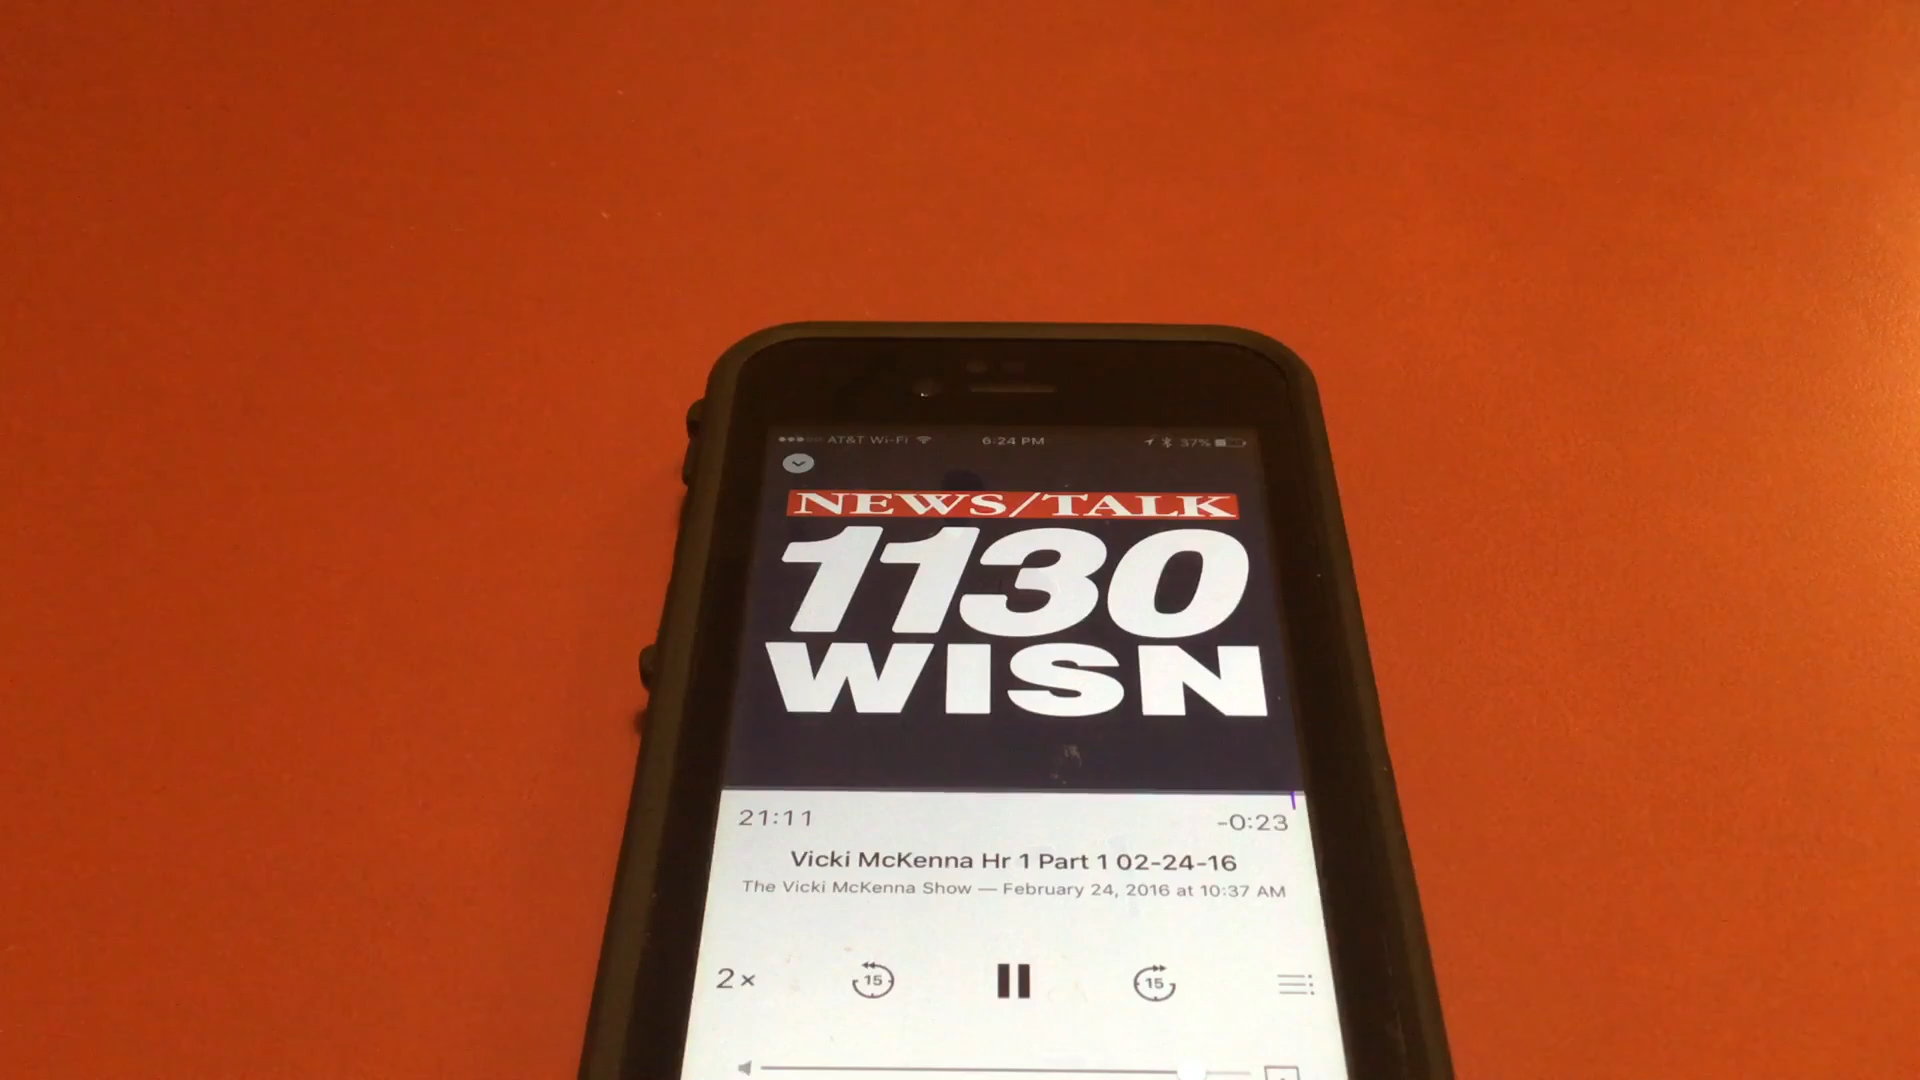 AT&T Wi-Fi 6:24 PM 37%
NEWS/TALK
1130
WISN
21:11 -0:23
Vicki McKenna Hr 1 Part 1 02-24-16
The Vicki McKenna Show — February 24, 2016 at 10:37 AM
2× 15 15